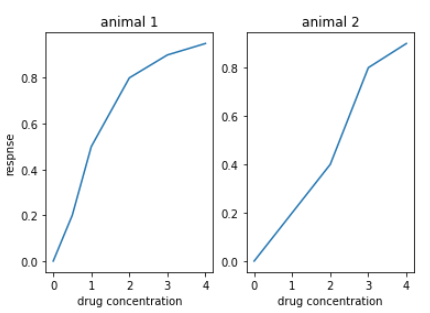 animal 1
respnse
0.8
0.6
0.4
0.2
0.0
0 1 2 3 4
drug concentration
animal 2
0.8
0.6
0.4
0.2
0.0
0 1 2 3 4
drug concentration